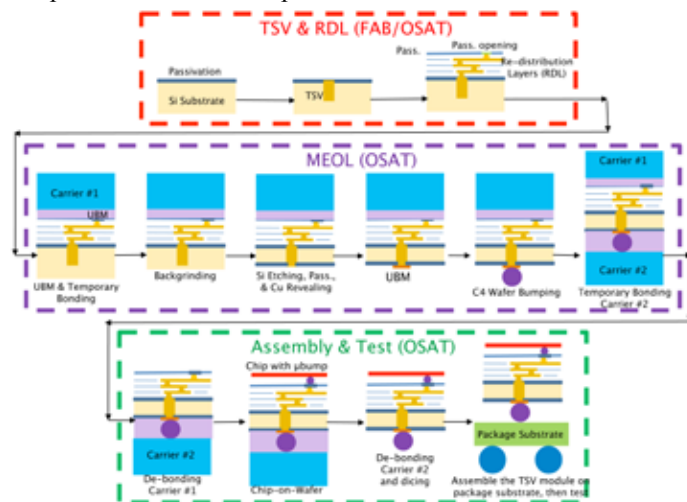 TSV & RDL (FAB/OSAT)
Passivation
Si Substrate
TSV
Pass.
Pass. opening
Re-distribution
Layers (RDL)
MEOL (OSAT)
Carrier #1
UBM
UBM & Temporary
Bonding
Backgrinding
Si Etching, Pass.,
& Cu Revealing
UBM
C4 Wafer Bumping
Carrier #1
Carrier #2
Temporary Bonding
Carrier #2
Assembly & Test (OSAT)
Carrier #2
De-bonding
Carrier #1
Chip with μbump
Chip-on-Wafer
De-bonding
Carrier #2
and dicing
Package Substrate
Assemble the TSV module on
package substrate, then test